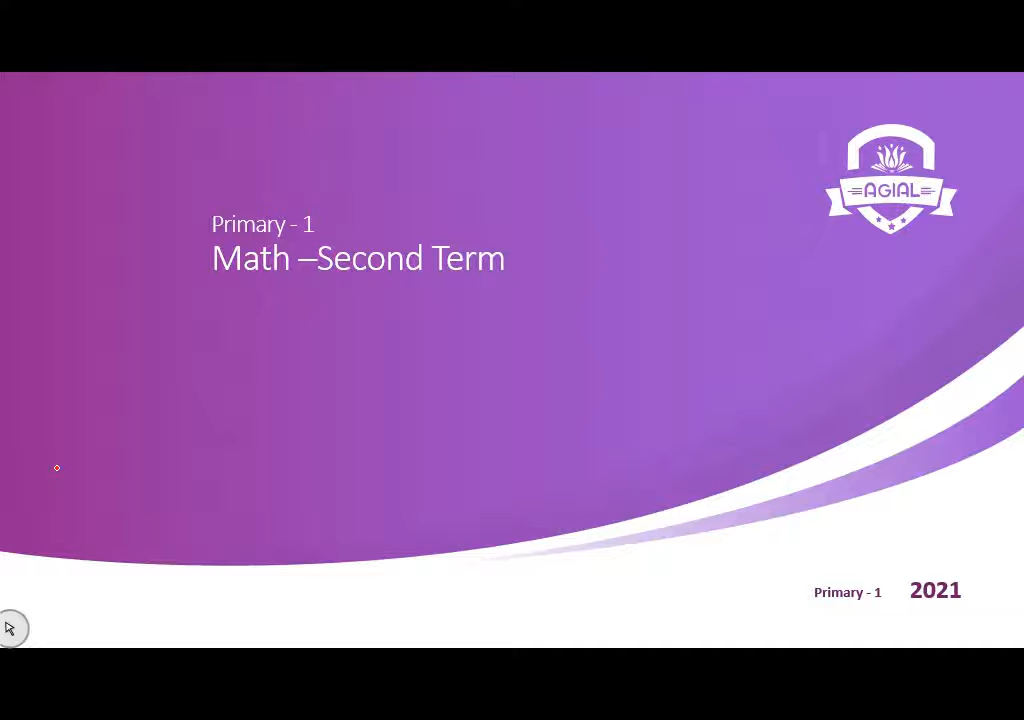 AGIAL
Primary - 1
Math –Second Term
Primary - 1 2021